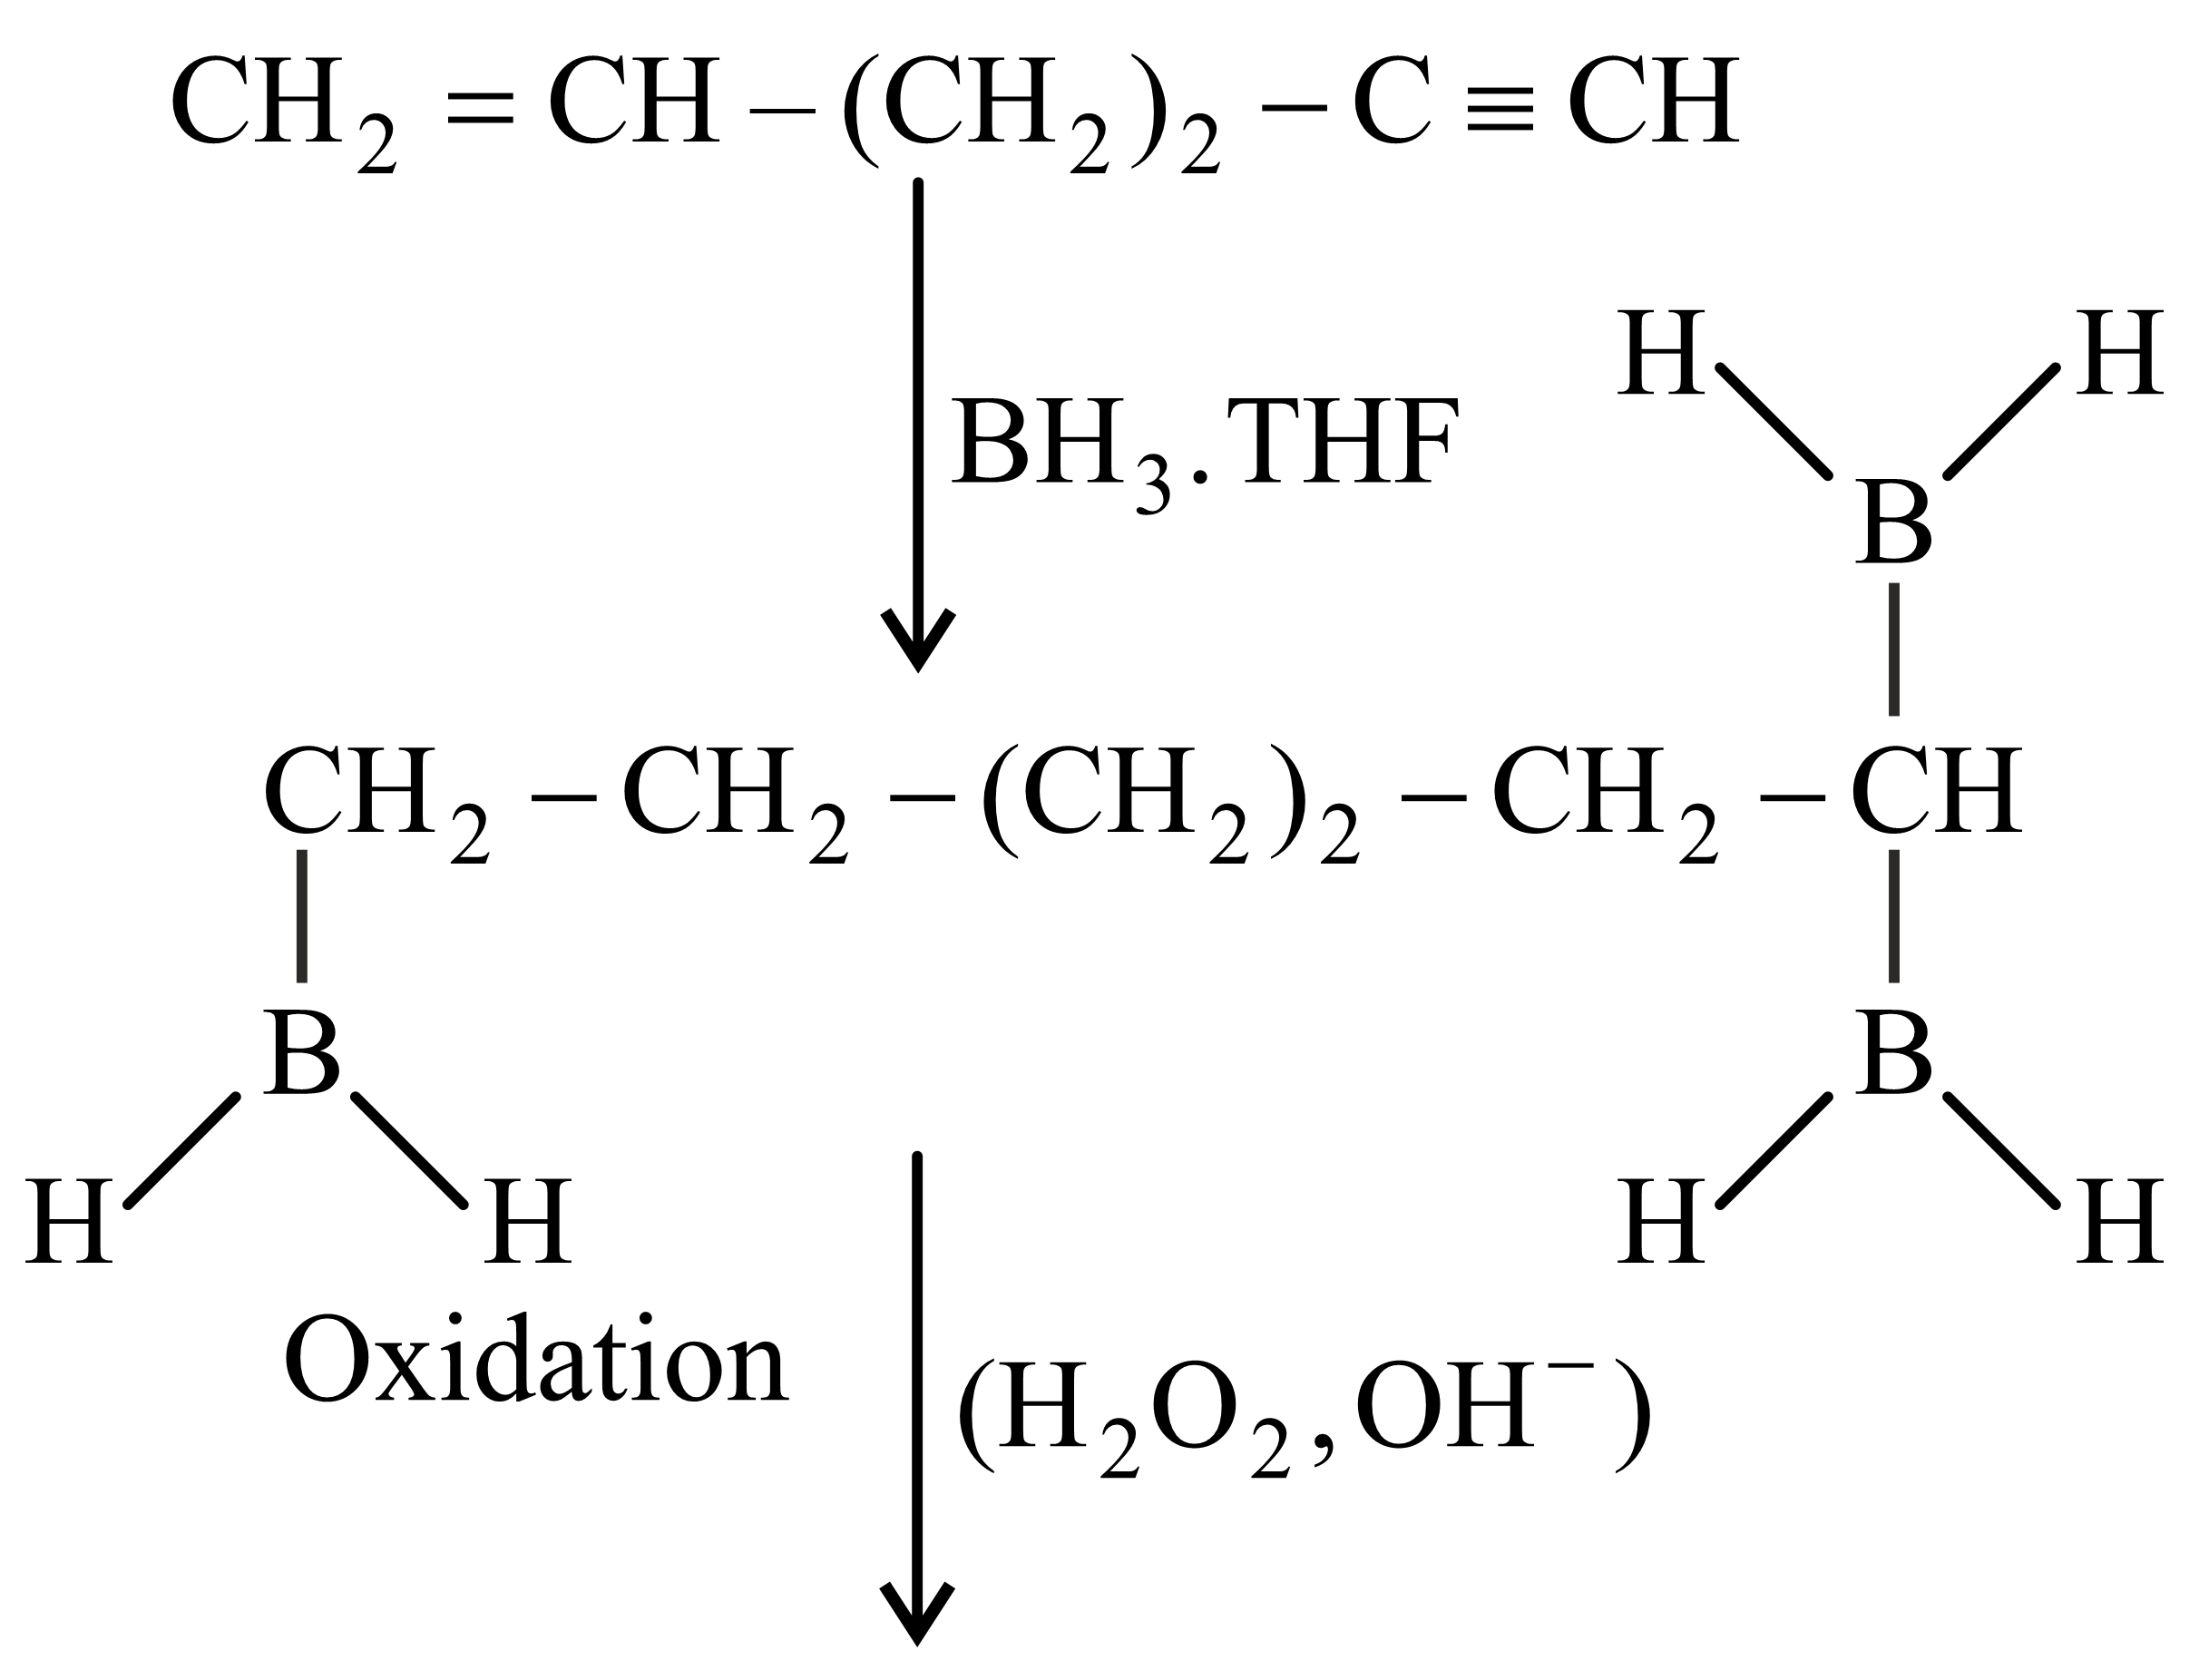 CH₂ = CH – (CH₂)₂ – C ≡ CH
H H
BH₃.THF
B
CH₂ – CH₂ – (CH₂)₂ – CH₂ – CH
B B
H H H H
Oxidation
(H₂O₂, OH⁻)